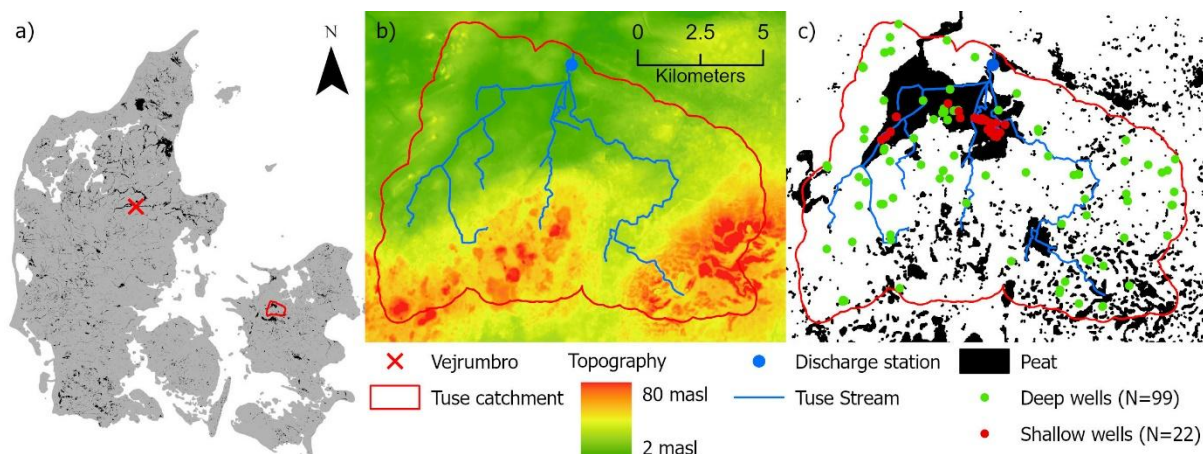 a)
N
b)
0 2.5 5
Kilometers
c)
Vejrumbro
Topography
Discharge station
Peat
Tuse catchment
80 masl
2 masl
Tuse Stream
Deep wells (N=99)
Shallow wells (N=22)